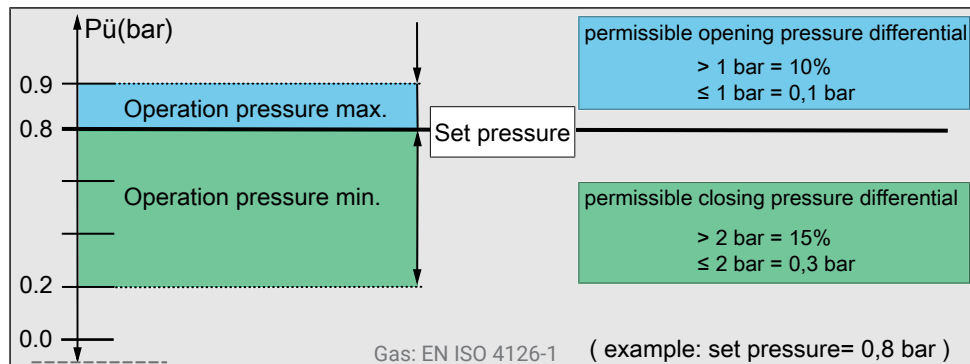 Pü(bar)
permissible opening pressure differential
> 1 bar = 10%
≤ 1 bar = 0,1 bar
0.9
Operation pressure max.
0.8
Set pressure
Operation pressure min.
permissible closing pressure differential
> 2 bar = 15%
≤ 2 bar = 0,3 bar
0.2
0.0
Gas: EN ISO 4126-1
( example: set pressure= 0,8 bar )